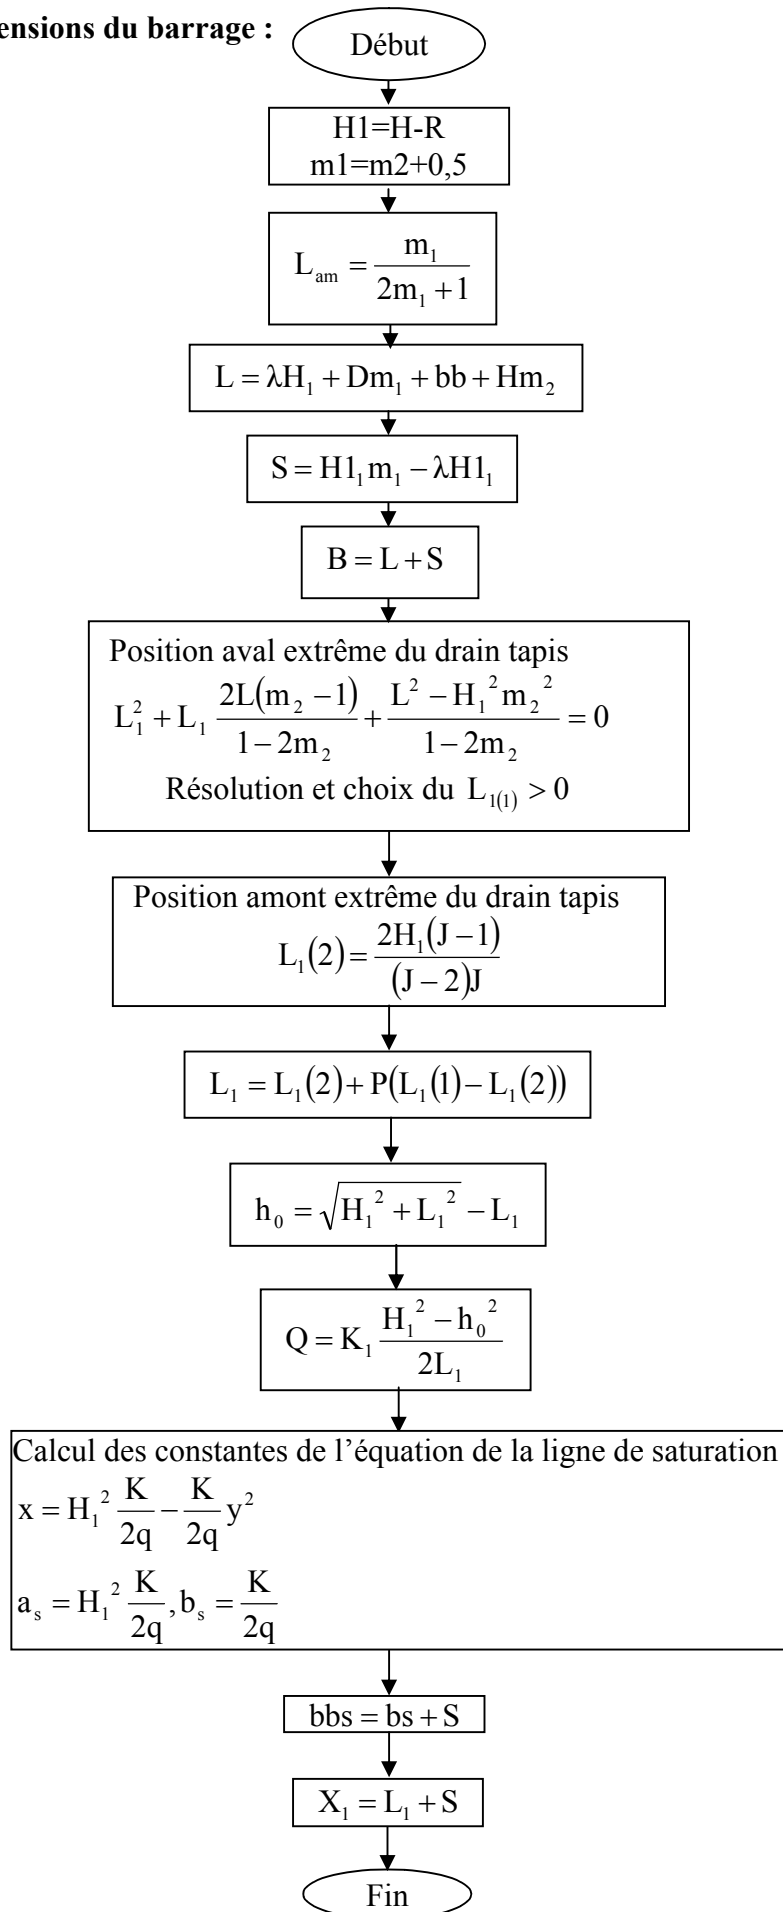 ensions du barrage :
Début
H1=H-R
m1=m2+0,5
L_am = m_1 / (2m_1 + 1)
L = λH_1 + Dm_1 + bb + Hm_2
S = H1_1 m_1 − λH1_1
B = L + S
Position aval extrême du drain tapis
L_1^2 + L_1 (2L(m_2 − 1)) / (1 − 2m_2) + (L^2 − H_1^2 m_2^2) / (1 − 2m_2) = 0
Résolution et choix du L_1(1) > 0
Position amont extrême du drain tapis
L_1(2) = (2H_1(J − 1)) / ((J − 2)J)
L_1 = L_1(2) + P(L_1(1) − L_1(2))
h_0 = √(H_1^2 + L_1^2) − L_1
Q = K_1 (H_1^2 − h_0^2) / (2L_1)
Calcul des constantes de l’équation de la ligne de saturation
x = H_1^2 K/(2q) − K/(2q) y^2
a_s = H_1^2 K/(2q), b_s = K/(2q)
bbs = bs + S
X_1 = L_1 + S
Fin